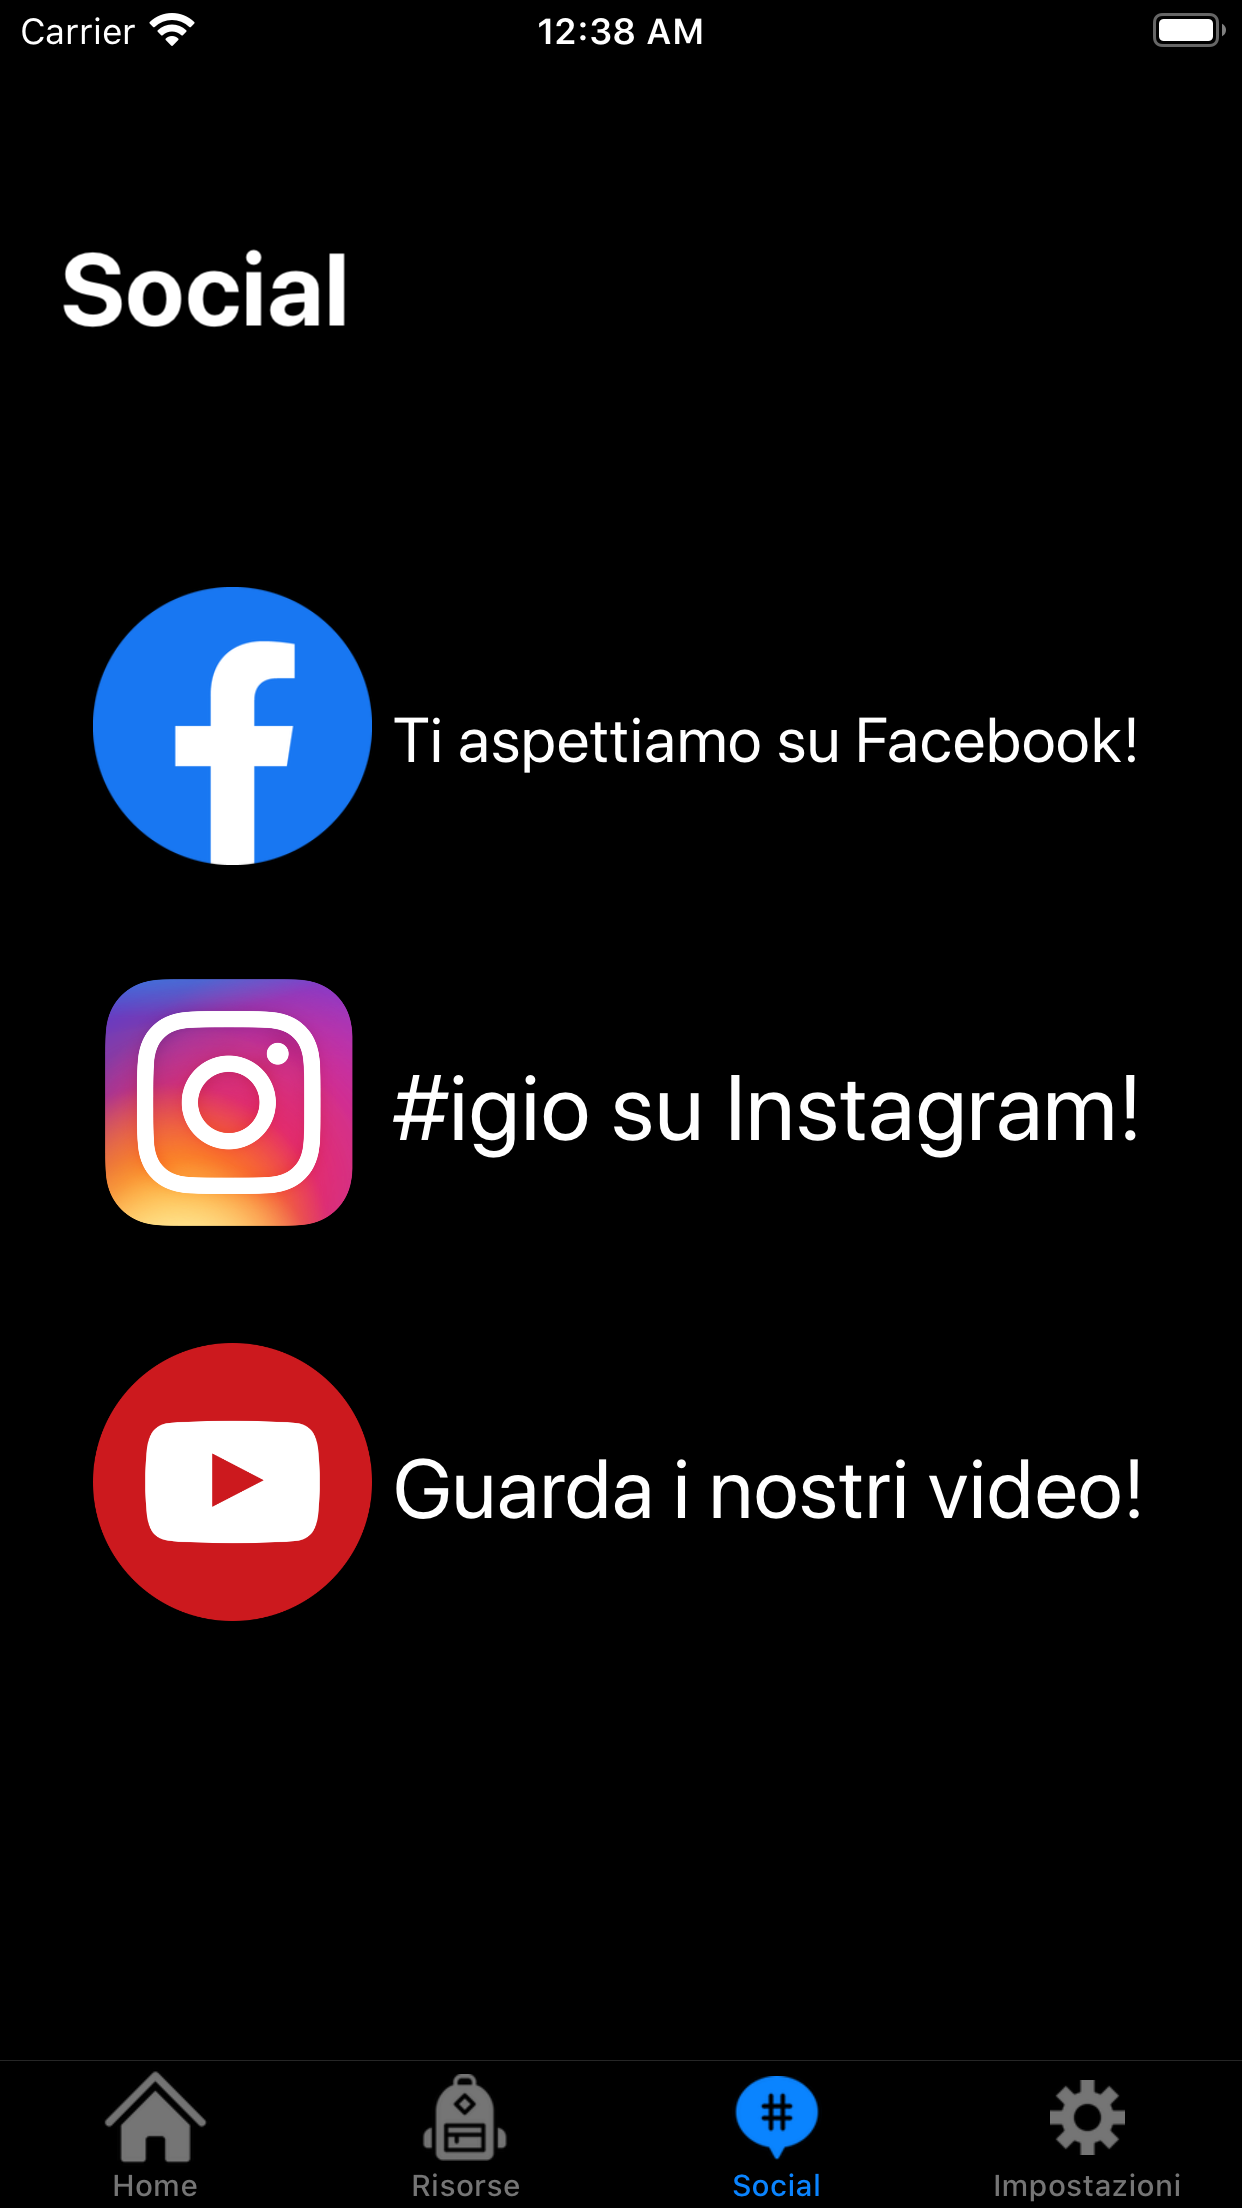 Carrier 12:38 AM
Social
Ti aspettiamo su Facebook!
#igio su Instagram!
Guarda i nostri video!
Home Risorse Social Impostazioni